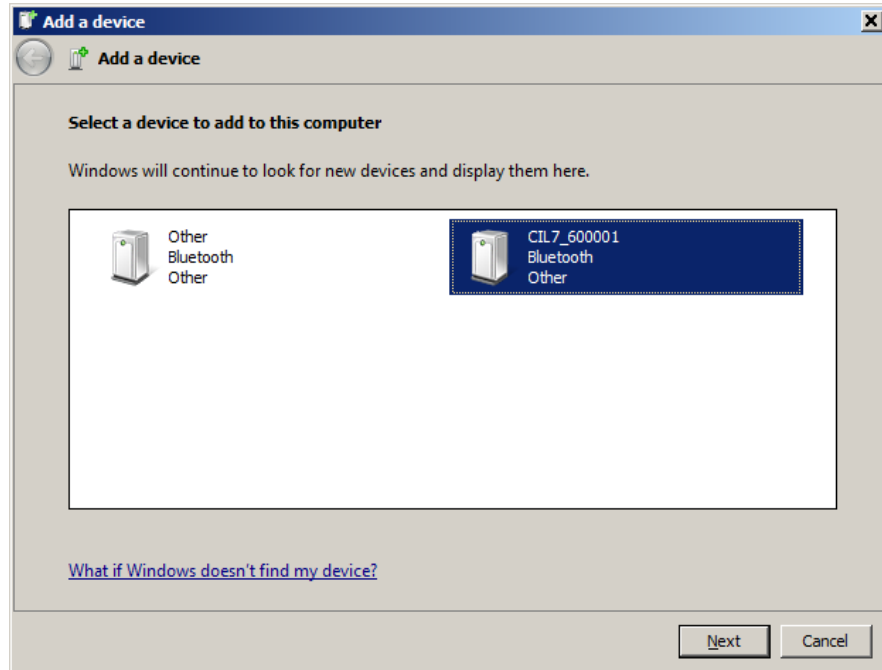 Add a device
Add a device
Select a device to add to this computer
Windows will continue to look for new devices and display them here.
Other
Bluetooth
Other
CIL7_600001
Bluetooth
Other
What if Windows doesn't find my device?
Next
Cancel